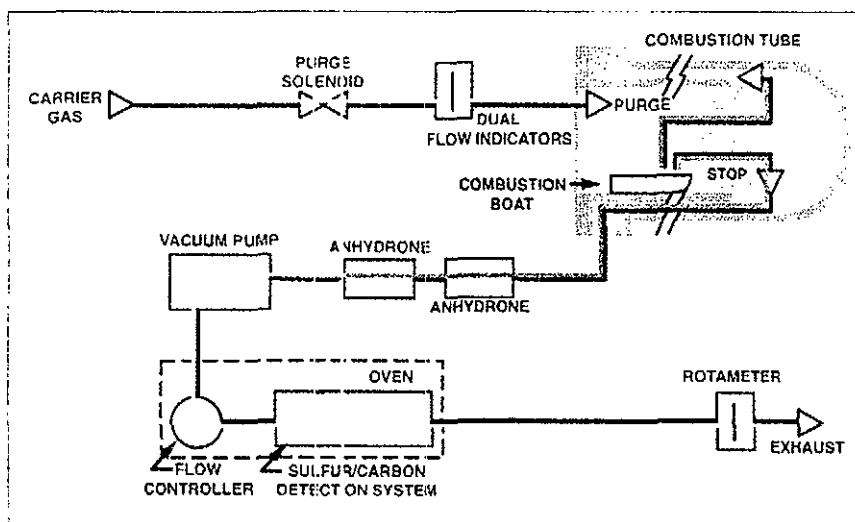 COMBUSTION TUBE
PURGE
SOLENOID
CARRIER
GAS
PURGE
DUAL
FLOW INDICATORS
COMBUSTION
BOAT
STOP
VACUUM PUMP
ANHYDRONE
ANHYDRONE
OVEN
ROTAMETER
EXHAUST
FLOW
CONTROLLER
SULFUR/CARBON
DETECTION SYSTEM